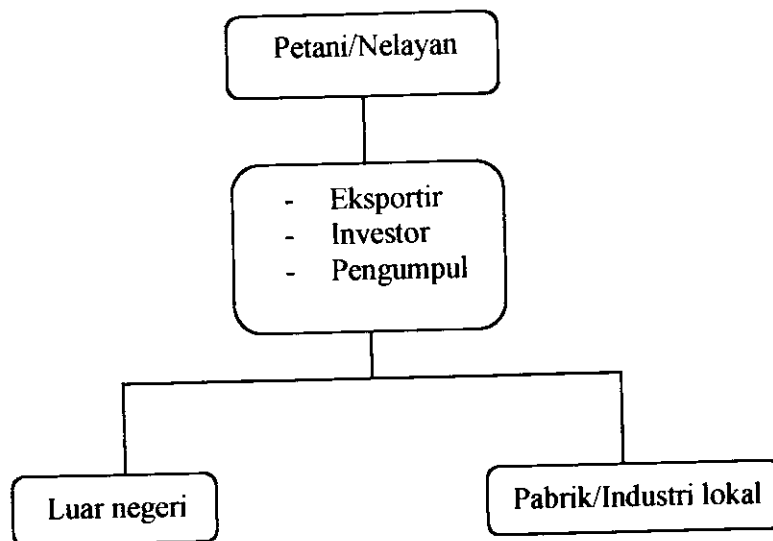 Petani/Nelayan
- Eksportir
- Investor
- Pengumpul
Luar negeri
Pabrik/Industri lokal